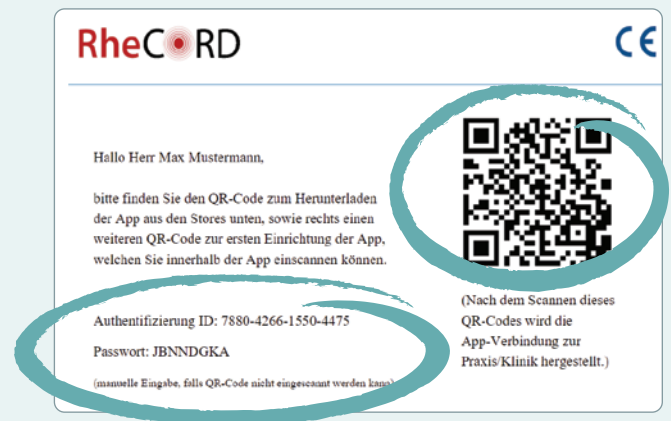 RheCORD
CE
Hallo Herr Max Mustermann,
bitte finden Sie den QR-Code zum Herunterladen
der App aus den Stores unten, sowie rechts einen
weiteren QR-Code zur ersten Einrichtung der App,
welchen Sie innerhalb der App einscannen können.
Authentifizierung ID: 7880-4266-1550-4475
Passwort: JBNNDGKA
(manuelle Eingabe, falls QR-Code nicht eingescannt werden kann)
(Nach dem Scannen dieses
QR-Codes wird die
App-Verbindung zur
Praxis/Klinik hergestellt.)